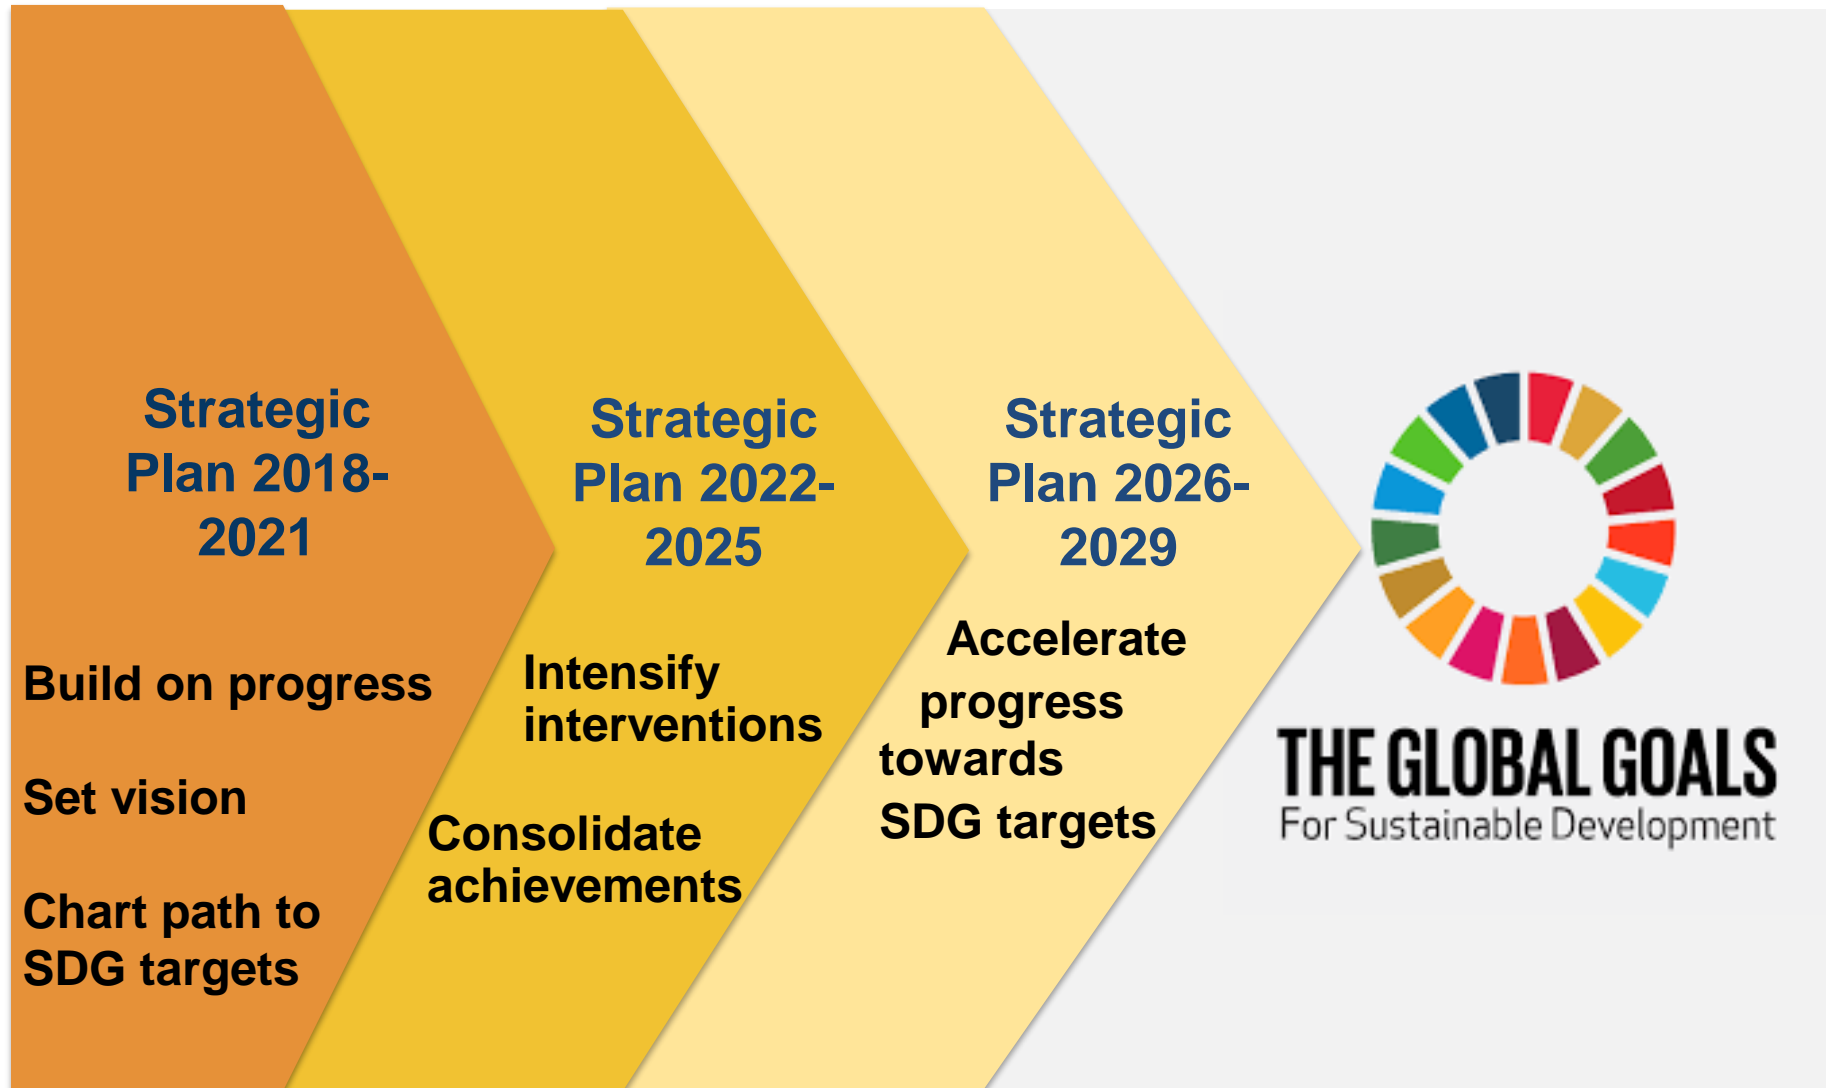 Strategic
Plan 2018-
2021
Build on progress
Set vision
Chart path to
SDG targets
Strategic
Plan 2022-
2025
Intensify
interventions
Consolidate
achievements
Strategic
Plan 2026-
2029
Accelerate
progress
towards
SDG targets
THE GLOBAL GOALS
For Sustainable Development